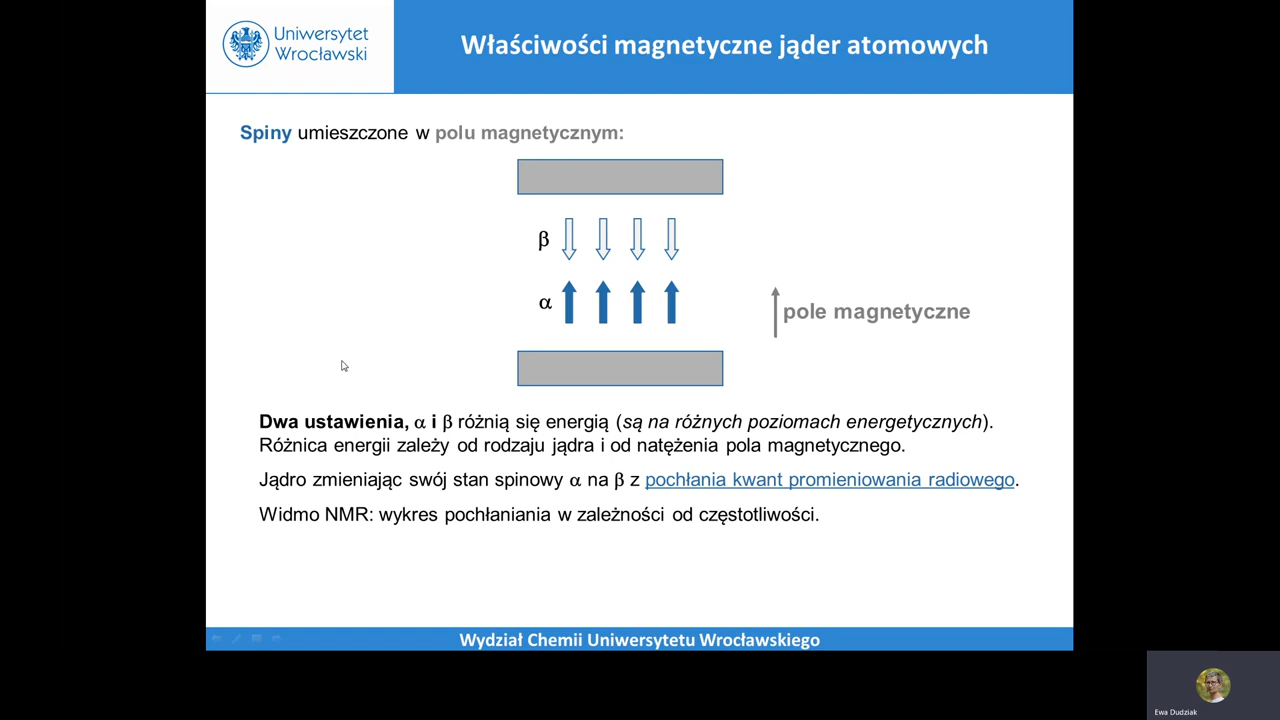 Uniwersytet
Wrocławski
Właściwości magnetyczne jąder atomowych
Spiny umieszczone w polu magnetycznym:
β
α
pole magnetyczne
Dwa ustawienia, α i β różnią się energią (są na różnych poziomach energetycznych).
Różnica energii zależy od rodzaju jądra i od natężenia pola magnetycznego.
Jądro zmieniając swój stan spinowy α na β z pochłania kwant promieniowania radiowego.
Widmo NMR: wykres pochłaniania w zależności od częstotliwości.
Wydział Chemii Uniwersytetu Wrocławskiego
Ewa Dudziak